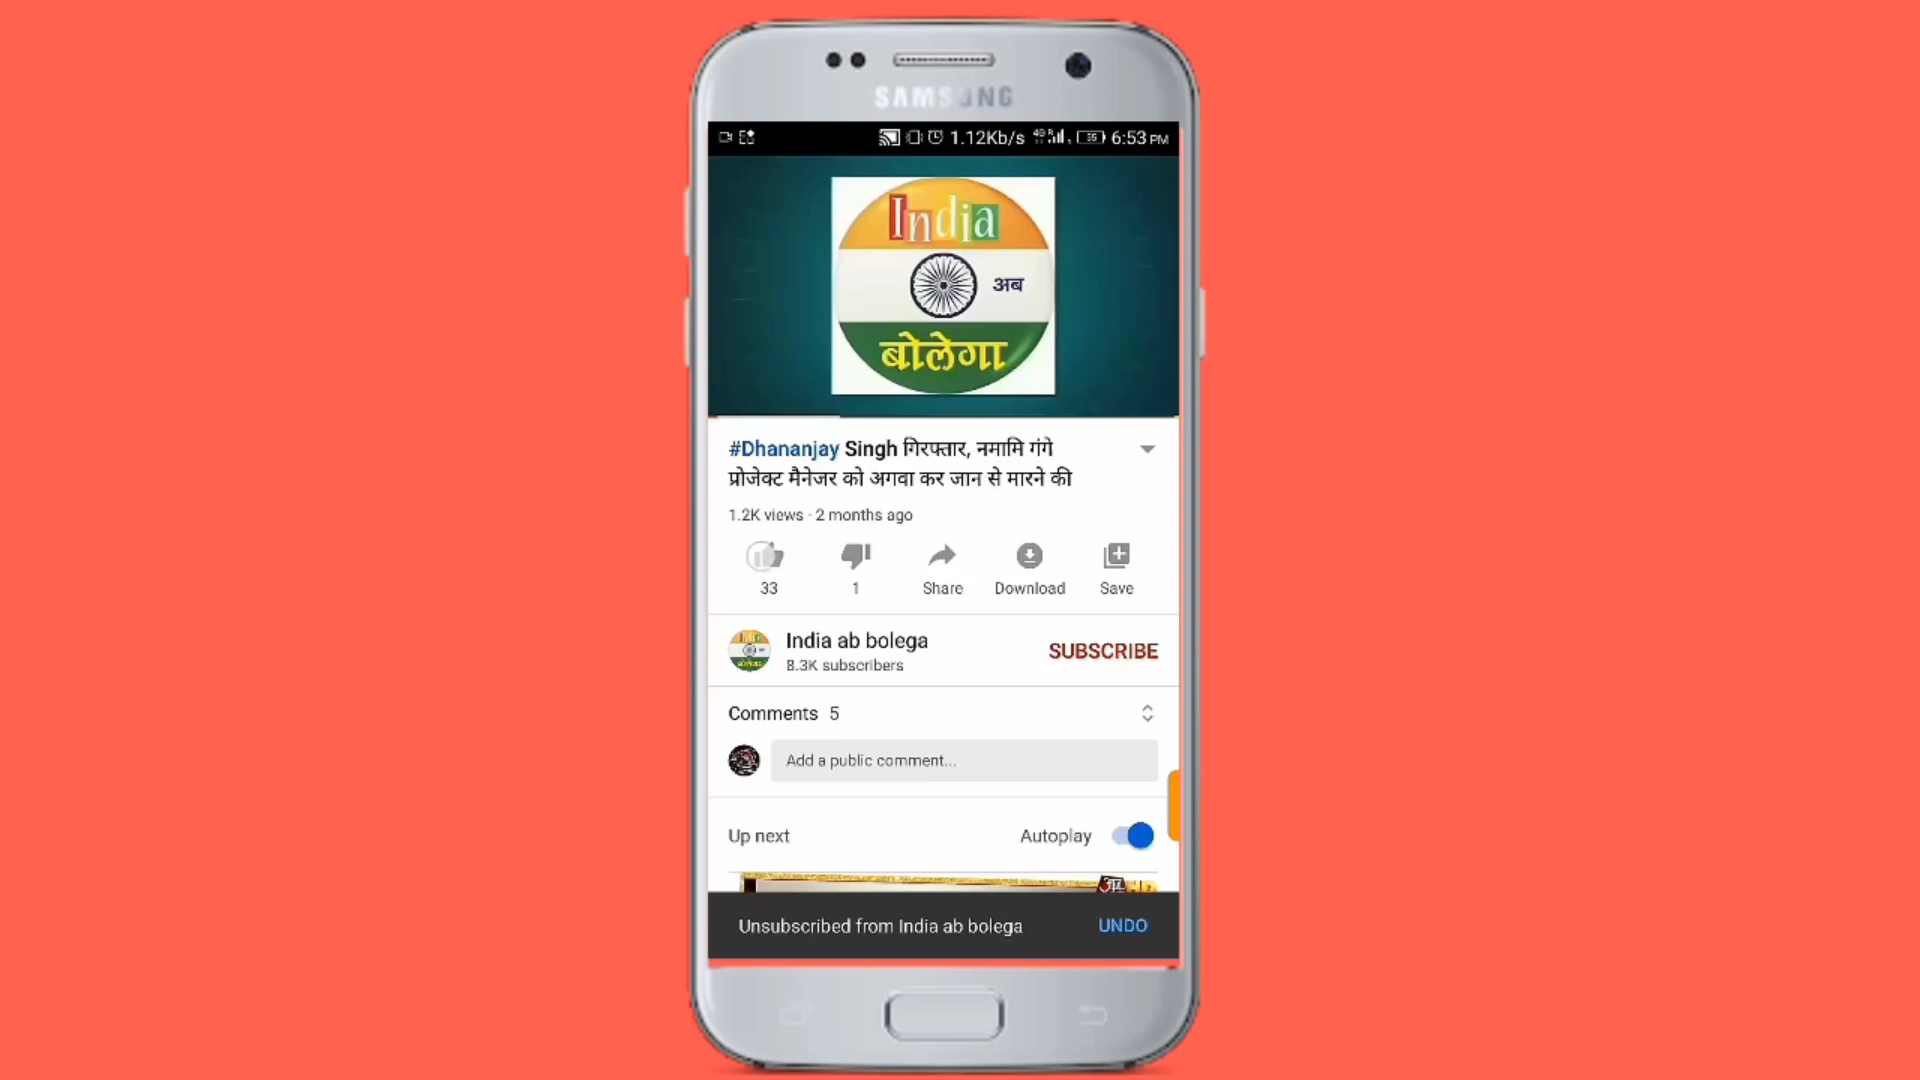 SAMSUNG
1.12Kb/s 4G R 55 6:53 PM
India
अब
बोलेगा
#Dhananjay Singh गिरफ्तार, नमामि गंगे
प्रोजेक्ट मैनेजर को अगवा कर जान से मारने की
1.2K views · 2 months ago
33 1 Share Download Save
India ab bolega SUBSCRIBE
8.3K subscribers
Comments 5
Add a public comment...
Up next Autoplay
Unsubscribed from India ab bolega UNDO